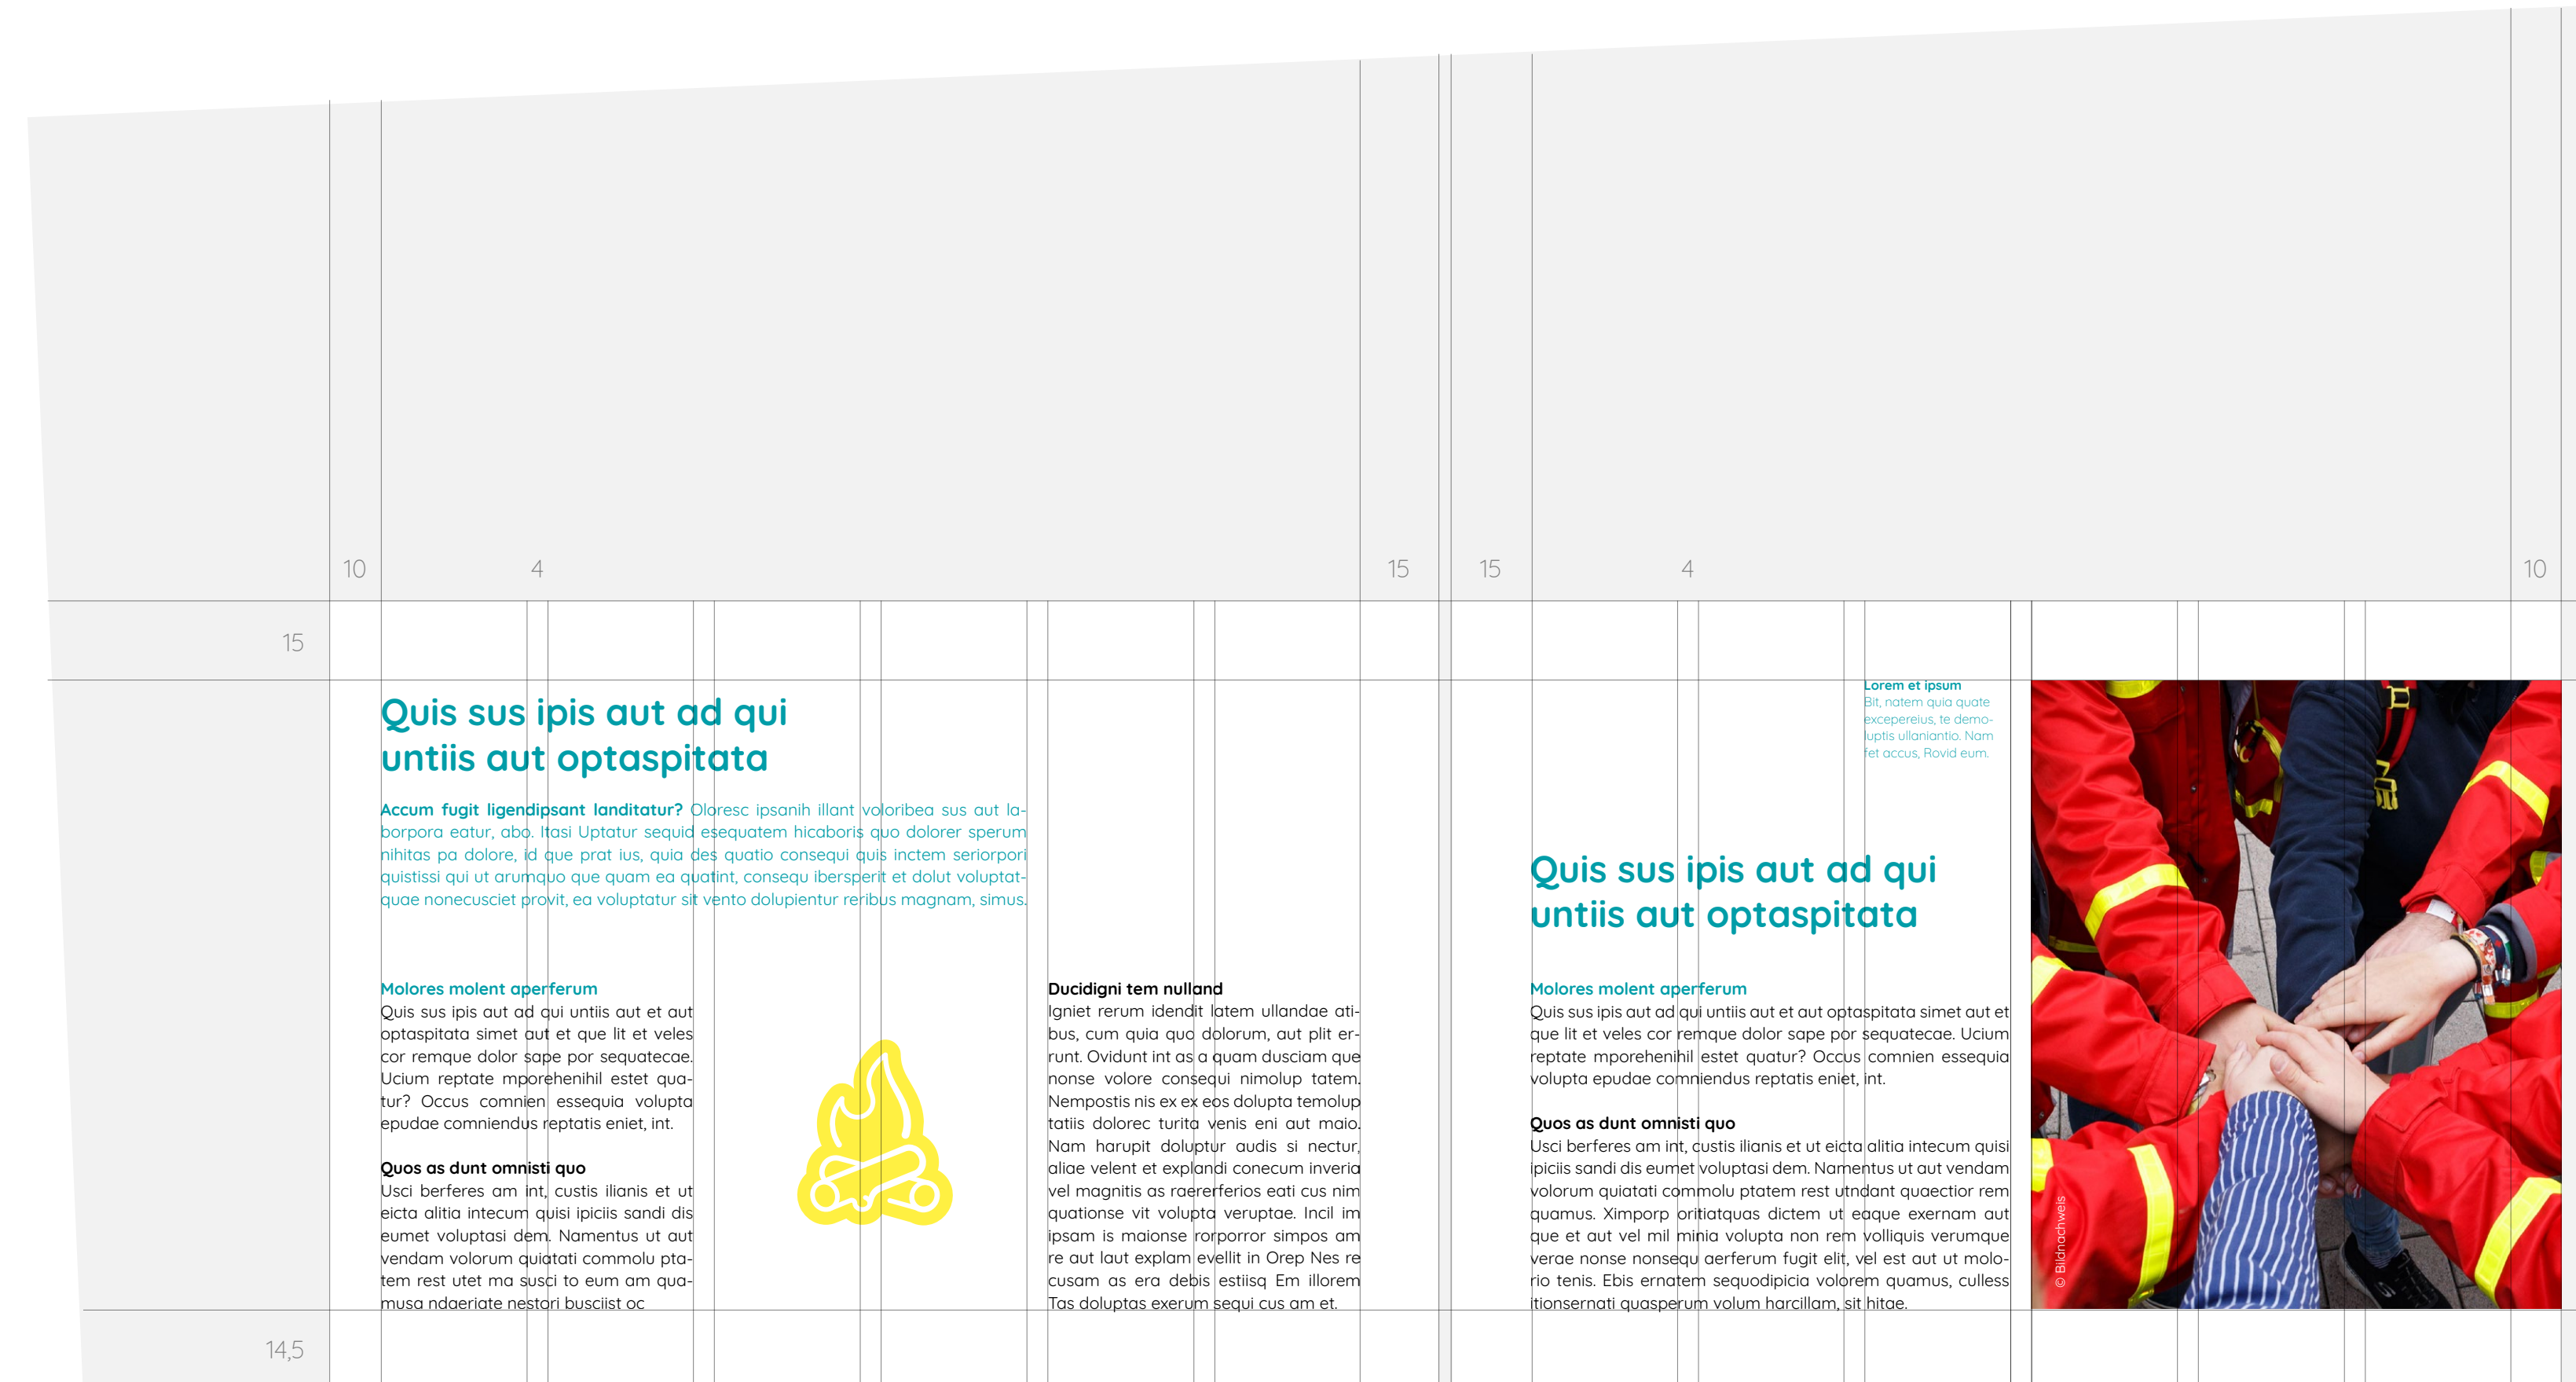 10
4
15
15
4
10
15
Quis sus ipis aut ad qui
untiis aut optaspitata
Accum fugit ligendipsant landitatur? Oloresc ipsanih illant voloribea sus aut la-
borpora eatur, abo. Itasi Uptatur sequid esequatem hicaboris quo dolorer sperum
nihitas pa dolore, id que prat ius, quia des quatio consequi quis inctem seriorpori
quistissi qui ut arumquo que quam ea quatint, consequ ibersperit et dolut voluptat-
quae nonecusciet provit, ea voluptatur sit vento dolupientur reribus magnam, simus.
Molores molent aperferum
Quis sus ipis aut ad qui untiis aut et aut
optaspitata simet aut et que lit et veles
cor remque dolor sape por sequatecae.
Ucium reptate mporehenihil estet qua-
tur? Occus comnien essequia volupta
epudae comniendus reptatis eniet, int.
Quos as dunt omnisti quo
Usci berferes am int, custis ilianis et ut
eicta alitia intecum quisi ipiciis sandi dis
eumet voluptasi dem. Namentus ut aut
vendam volorum quiatati commolu pta-
tem rest utet ma susci to eum am qua-
musa ndaeriate nestori busciist oc
Ducidigni tem nulland
Igniet rerum idendit latem ullandae ati-
bus, cum quia quo dolorum, aut plit er-
runt. Ovidunt int as a quam dusciam que
nonse volore consequi nimolup tatem.
Nempostis nis ex ex eos dolupta temolup
tatiis dolorec turita venis eni aut maio.
Nam harupit doluptur audis si nectur,
aliae velent et explandi conecum inveria
vel magnitis as raererferios eati cus nim
quationse vit volupta veruptae. Incil im
ipsam is maionse rorporror simpos am
re aut laut explam evellit in Orep Nes re
cusam as era debis estiisq Em illorem
Tas doluptas exerum sequi cus am et.
Lorem et ipsum
Bit, natem quia quate
excepereius, te demo-
luptis ullaniantio. Nam
fet accus, Rovid eum.
Quis sus ipis aut ad qui
untiis aut optaspitata
Molores molent aperferum
Quis sus ipis aut ad qui untiis aut et aut optaspitata simet aut et
que lit et veles cor remque dolor sape por sequatecae. Ucium
reptate mporehenihil estet quatur? Occus comnien essequia
volupta epudae comniendus reptatis eniet, int.
Quos as dunt omnisti quo
Usci berferes am int, custis ilianis et ut eicta alitia intecum quisi
ipiciis sandi dis eumet voluptasi dem. Namentus ut aut vendam
volorum quiatati commolu ptatem rest utndant quaectior rem
quamus. Ximporp oritiatquas dictem ut eaque exernam aut
que et aut vel mil minia volupta non rem volliquis verumque
verae nonse nonsequ aerferum fugit elit, vel est aut ut molo-
rio tenis. Ebis ernatem sequodipicia volorem quamus, culless
itionsernati quasperum volum harcillam, sit hitae.
© Bildnachweis
14,5